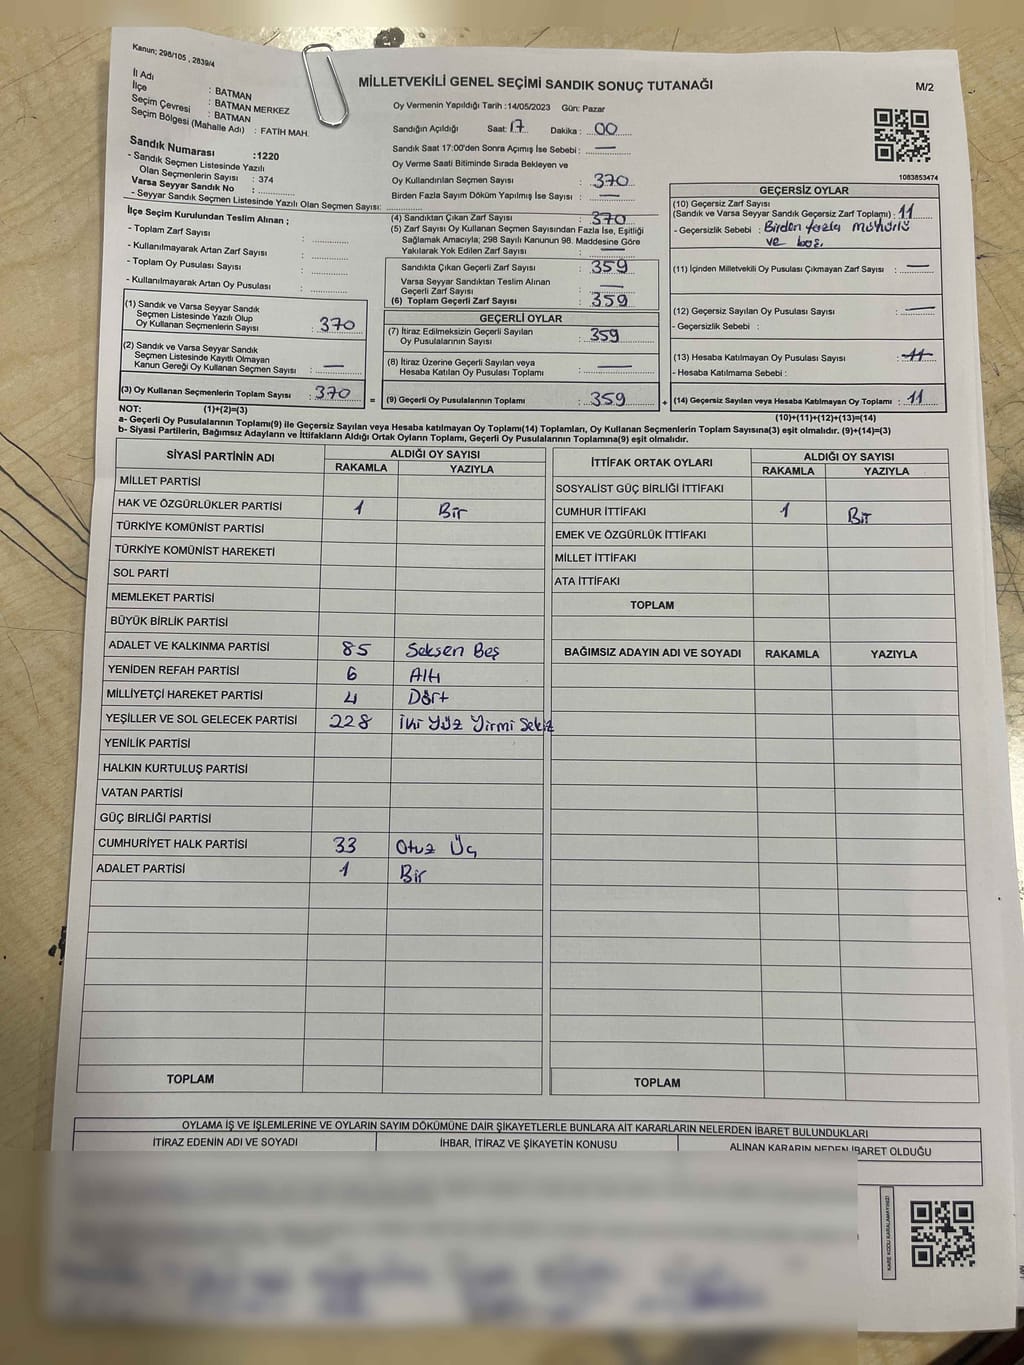 Kanun; 298/105 , 2839/4
MİLLETVEKİLİ GENEL SEÇİMİ SANDIK SONUÇ TUTANAĞI
M/2
İl Adı : BATMAN
İlçe : BATMAN MERKEZ
Seçim Çevresi : BATMAN
Seçim Bölgesi (Mahalle Adı) : FATİH MAH.
Sandık Numarası :1220
- Sandık Seçmen Listesinde Yazılı
Olan Seçmenlerin Sayısı : 374
Varsa Seyyar Sandık No :
- Seyyar Sandık Seçmen Listesinde Yazılı Olan Seçmen Sayısı:
Oy Vermenin Yapıldığı Tarih :14/05/2023 Gün: Pazar
Sandığın Açıldığı Saat: 17 Dakika : 00
Sandık Saat 17:00'den Sonra Açımış İse Sebebi : —
Oy Verme Saati Bitiminde Sırada Bekleyen ve
Oy Kullandırılan Seçmen Sayısı : 370
Birden Fazla Sayım Döküm Yapılmış İse Sayısı : —
1083853474
İlçe Seçim Kurulundan Teslim Alınan ;
- Toplam Zarf Sayısı :
- Kullanılmayarak Artan Zarf Sayısı :
- Toplam Oy Pusulası Sayısı :
- Kullanılmayarak Artan Oy Pusulası :
(1) Sandık ve Varsa Seyyar Sandık
Seçmen Listesinde Yazılı Olup
Oy Kullanan Seçmenlerin Sayısı : 370
(2) Sandık ve Varsa Seyyar Sandık
Seçmen Listesinde Kayıtlı Olmayan
Kanun Gereği Oy Kullanan Seçmen Sayısı : —
(3) Oy Kullanan Seçmenlerin Toplam Sayısı : 370
(4) Sandıktan Çıkan Zarf Sayısı : 370
(5) Zarf Sayısı Oy Kullanan Seçmen Sayısından Fazla İse, Eşitliği
Sağlamak Amacıyla; 298 Sayılı Kanunun 98. Maddesine Göre
Yakılarak Yok Edilen Zarf Sayısı : —
Sandıkta Çıkan Geçerli Zarf Sayısı : 359
Varsa Seyyar Sandıktan Teslim Alınan
Geçerli Zarf Sayısı : —
(6) Toplam Geçerli Zarf Sayısı : 359
GEÇERLİ OYLAR
(7) İtiraz Edilmeksizin Geçerli Sayılan
Oy Pusulalarının Sayısı : 359
(8) İtiraz Üzerine Geçerli Sayılan veya
Hesaba Katılan Oy Pusulası Toplamı : —
= (9) Geçerli Oy Pusulalarının Toplamı : 359
GEÇERSİZ OYLAR
(10) Geçersiz Zarf Sayısı
(Sandık ve Varsa Seyyar Sandık Geçersiz Zarf Toplamı) : 11
- Geçersizlik Sebebi : Birden fazla mühürlü
ve boş.
(11) İçinden Milletvekili Oy Pusulası Çıkmayan Zarf Sayısı : —
(12) Geçersiz Sayılan Oy Pusulası Sayısı : —
- Geçersizlik Sebebi :
(13) Hesaba Katılmayan Oy Pusulası Sayısı : 11
- Hesaba Katılmama Sebebi :
+ (14) Geçersiz Sayılan veya Hesaba Katılmayan Oy Toplamı : 11
NOT: (1)+(2)=(3)
(10)+(11)+(12)+(13)=(14)
a- Geçerli Oy Pusulalarının Toplamı(9) ile Geçersiz Sayılan veya Hesaba katılmayan Oy Toplamı(14) Toplamları, Oy Kullanan Seçmenlerin Toplam Sayısına(3) eşit olmalıdır. (9)+(14)=(3)
b- Siyasi Partilerin, Bağımsız Adayların ve İttifakların Aldığı Ortak Oyların Toplamı, Geçerli Oy Pusulalarının Toplamına(9) eşit olmalıdır.
SİYASİ PARTİNİN ADI
ALDIĞI OY SAYISI
RAKAMLA YAZIYLA
MİLLET PARTİSİ
HAK VE ÖZGÜRLÜKLER PARTİSİ 1 Bir
TÜRKİYE KOMÜNİST PARTİSİ
TÜRKİYE KOMÜNİST HAREKETİ
SOL PARTİ
MEMLEKET PARTİSİ
BÜYÜK BİRLİK PARTİSİ
ADALET VE KALKINMA PARTİSİ 85 Seksen Beş
YENİDEN REFAH PARTİSİ 6 Altı
MİLLİYETÇİ HAREKET PARTİSİ 4 Dört
YEŞİLLER VE SOL GELECEK PARTİSİ 228 İki Yüz Yirmi Sekiz
YENİLİK PARTİSİ
HALKIN KURTULUŞ PARTİSİ
VATAN PARTİSİ
GÜÇ BİRLİĞİ PARTİSİ
CUMHURİYET HALK PARTİSİ 33 Otuz Üç
ADALET PARTİSİ 1 Bir
TOPLAM
İTTİFAK ORTAK OYLARI
ALDIĞI OY SAYISI
RAKAMLA YAZIYLA
SOSYALİST GÜÇ BİRLİĞİ İTTİFAKI
CUMHUR İTTİFAKI 1 Bir
EMEK VE ÖZGÜRLÜK İTTİFAKI
MİLLET İTTİFAKI
ATA İTTİFAKI
TOPLAM
BAĞIMSIZ ADAYIN ADI VE SOYADI RAKAMLA YAZIYLA
TOPLAM
OYLAMA İŞ VE İŞLEMLERİNE VE OYLARIN SAYIM DÖKÜMÜNE DAİR ŞİKAYETLERLE BUNLARA AİT KARARLARIN NELERDEN İBARET BULUNDUKLARI
İTİRAZ EDENİN ADI VE SOYADI İHBAR, İTİRAZ VE ŞİKAYETİN KONUSU ALINAN KARARIN NEDEN İBARET OLDUĞU
KARE KODU KARALAMAYINIZ!